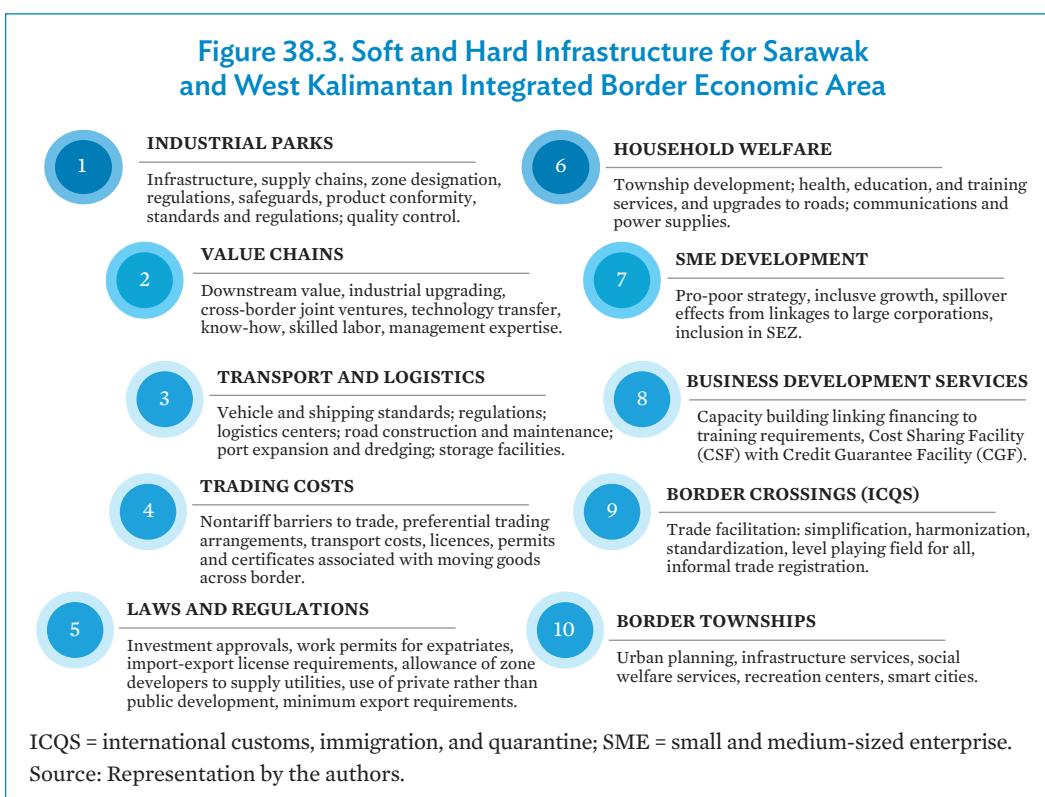 Figure 38.3. Soft and Hard Infrastructure for Sarawak
and West Kalimantan Integrated Border Economic Area
1
INDUSTRIAL PARKS
Infrastructure, supply chains, zone designation,
regulations, safeguards, product conformity,
standards and regulations; quality control.
2
VALUE CHAINS
Downstream value, industrial upgrading,
cross-border joint ventures, technology transfer,
know-how, skilled labor, management expertise.
3
TRANSPORT AND LOGISTICS
Vehicle and shipping standards; regulations;
logistics centers; road construction and maintenance;
port expansion and dredging; storage facilities.
4
TRADING COSTS
Nontariff barriers to trade, preferential trading
arrangements, transport costs, licences, permits
and certificates associated with moving goods
across border.
5
LAWS AND REGULATIONS
Investment approvals, work permits for expatriates,
import-export license requirements, allowance of zone
developers to supply utilities, use of private rather than
public development, minimum export requirements.
6
HOUSEHOLD WELFARE
Township development; health, education, and training
services, and upgrades to roads; communications and
power supplies.
7
SME DEVELOPMENT
Pro-poor strategy, inclusve growth, spillover
effects from linkages to large corporations,
inclusion in SEZ.
8
BUSINESS DEVELOPMENT SERVICES
Capacity building linking financing to
training requirements, Cost Sharing Facility
(CSF) with Credit Guarantee Facility (CGF).
9
BORDER CROSSINGS (ICQS)
Trade facilitation: simplification, harmonization,
standardization, level playing field for all,
informal trade registration.
10
BORDER TOWNSHIPS
Urban planning, infrastructure services, social
welfare services, recreation centers, smart cities.
ICQS = international customs, immigration, and quarantine; SME = small and medium-sized enterprise.
Source: Representation by the authors.